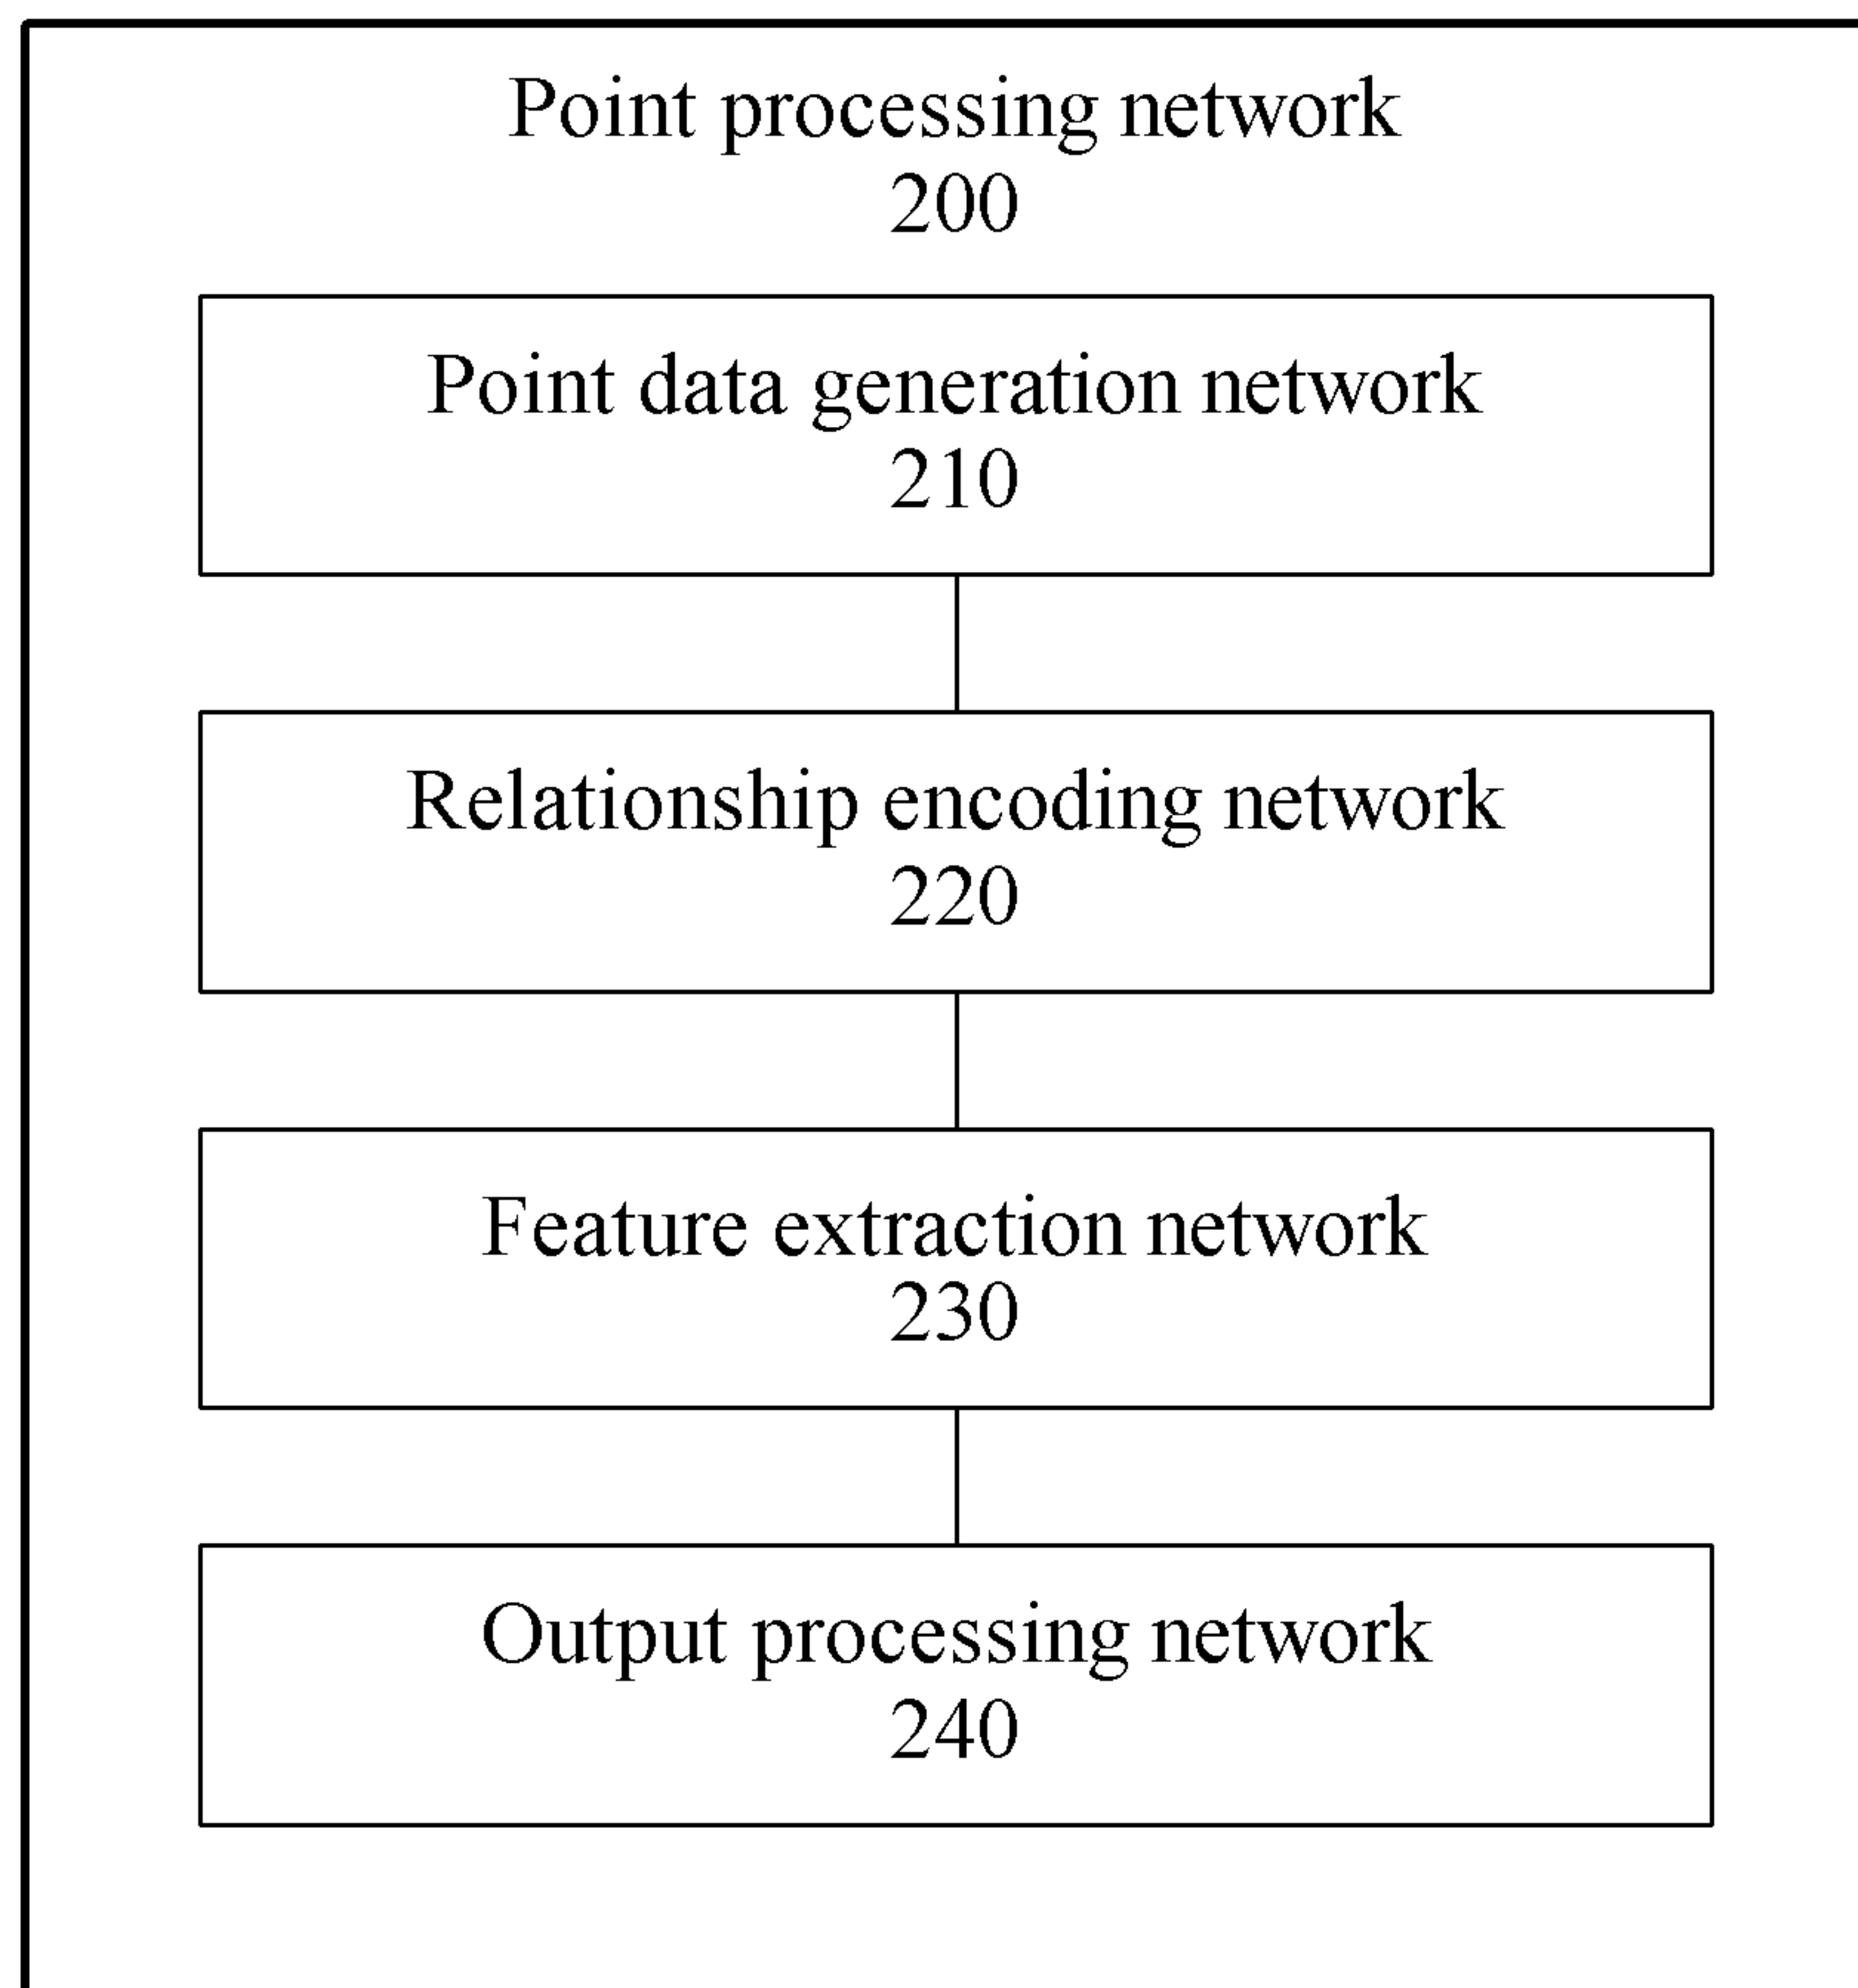 Point processing network
200
Point data generation network
210
Relationship encoding network
220
Feature extraction network
230
Output processing network
240